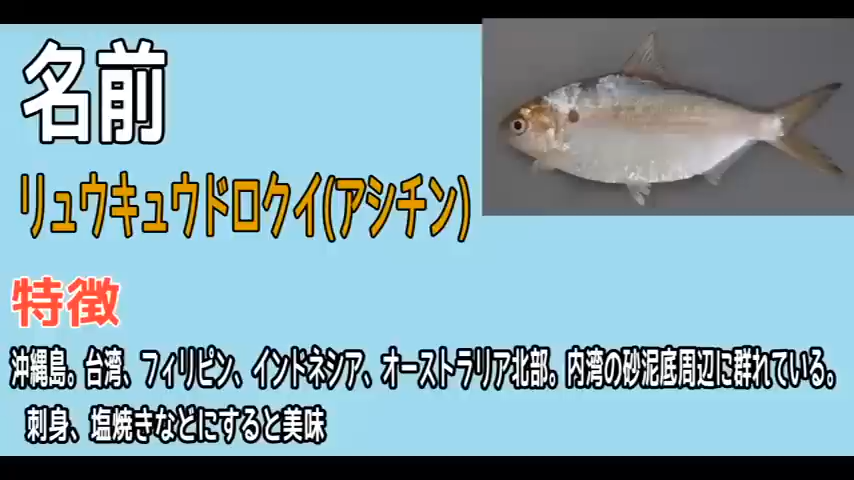 名前
リュウキュウドロクイ(アシチン)
特徴
沖縄島。台湾、フィリピン、インドネシア、オーストラリア北部。内湾の砂泥底周辺に群れている。
刺身、塩焼きなどにすると美味